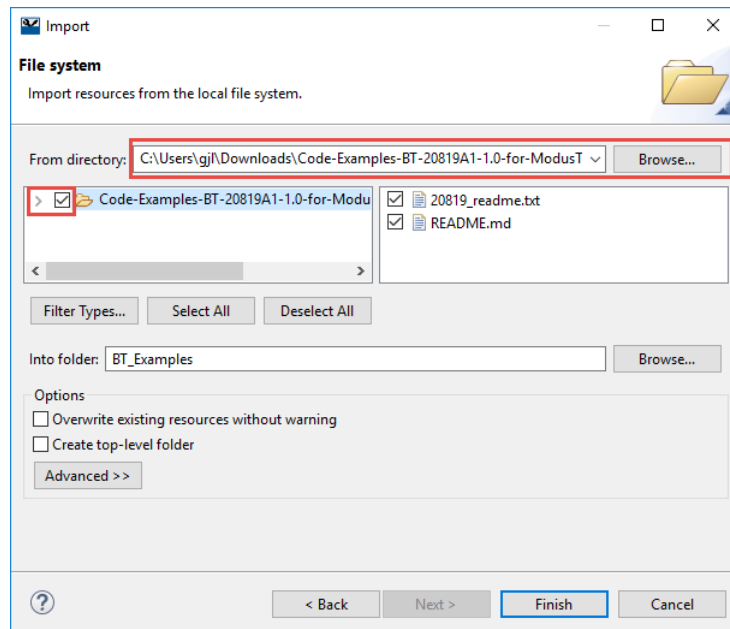 Import
File system
Import resources from the local file system.
From directory: C:\Users\gjl\Downloads\Code-Examples-BT-20819A1-1.0-for-ModusT Browse...
Code-Examples-BT-20819A1-1.0-for-Modu
20819_readme.txt
README.md
Filter Types... Select All Deselect All
Into folder: BT_Examples Browse...
Options
Overwrite existing resources without warning
Create top-level folder
Advanced >>
? < Back Next > Finish Cancel